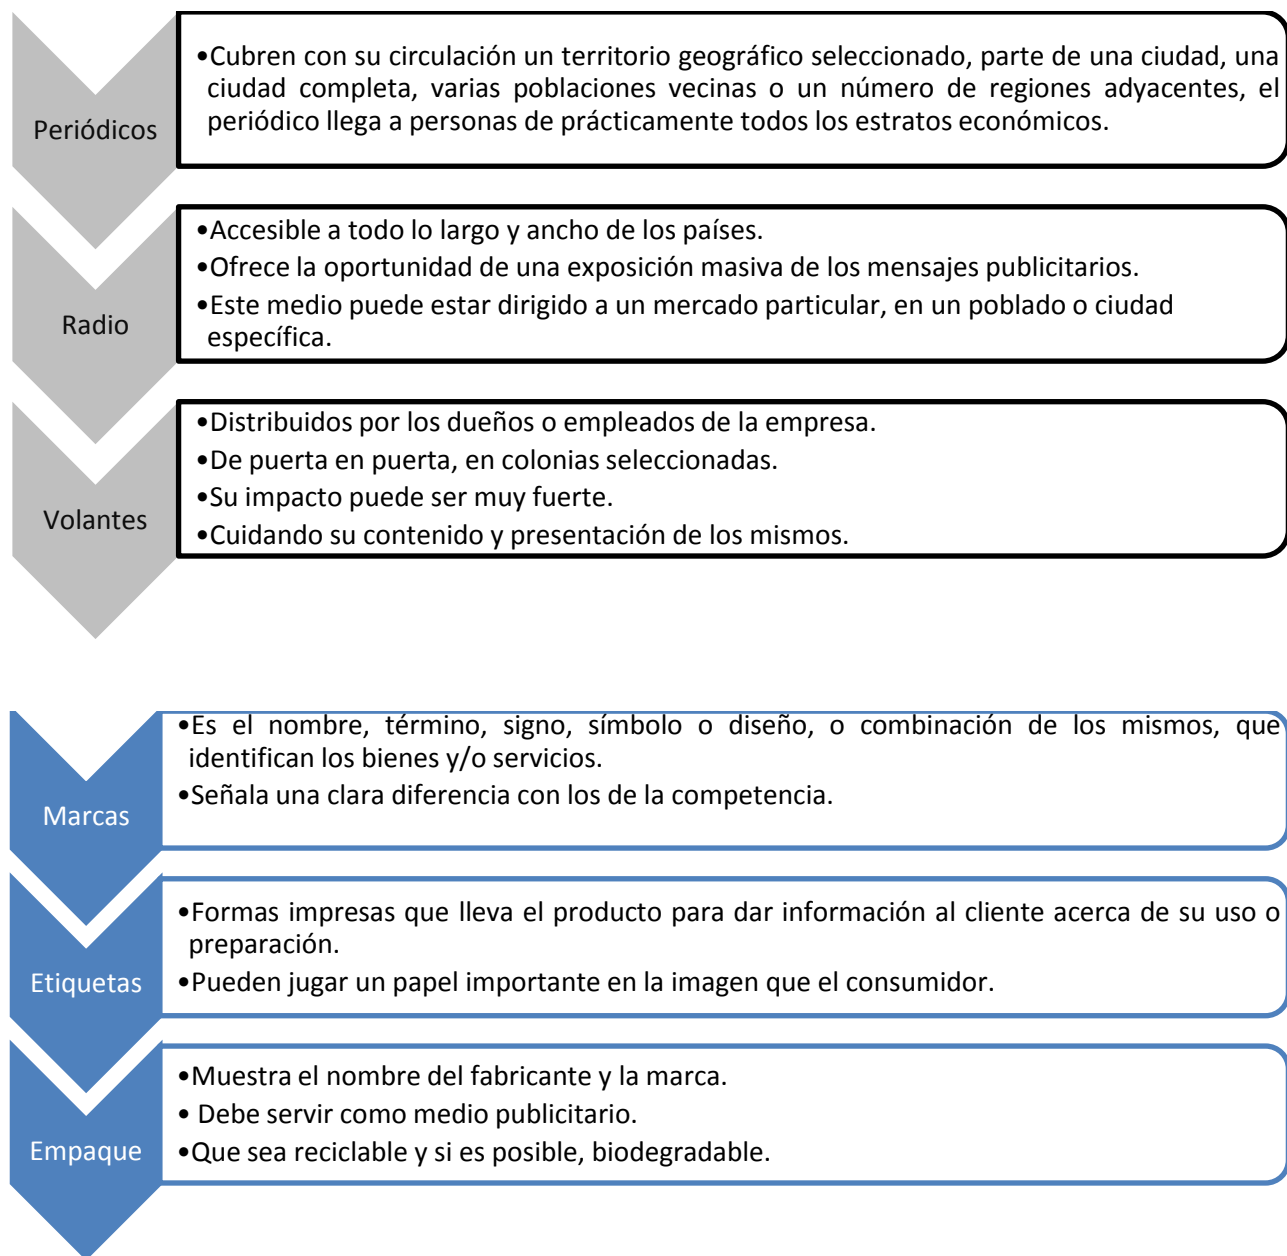 Periódicos
•Cubren con su circulación un territorio geográfico seleccionado, parte de una ciudad, una
ciudad completa, varias poblaciones vecinas o un número de regiones adyacentes, el
periódico llega a personas de prácticamente todos los estratos económicos.
Radio
•Accesible a todo lo largo y ancho de los países.
•Ofrece la oportunidad de una exposición masiva de los mensajes publicitarios.
•Este medio puede estar dirigido a un mercado particular, en un poblado o ciudad
específica.
Volantes
•Distribuidos por los dueños o empleados de la empresa.
•De puerta en puerta, en colonias seleccionadas.
•Su impacto puede ser muy fuerte.
•Cuidando su contenido y presentación de los mismos.
Marcas
•Es el nombre, término, signo, símbolo o diseño, o combinación de los mismos, que
identifican los bienes y/o servicios.
•Señala una clara diferencia con los de la competencia.
Etiquetas
•Formas impresas que lleva el producto para dar información al cliente acerca de su uso o
preparación.
•Pueden jugar un papel importante en la imagen que el consumidor.
Empaque
•Muestra el nombre del fabricante y la marca.
• Debe servir como medio publicitario.
•Que sea reciclable y si es posible, biodegradable.